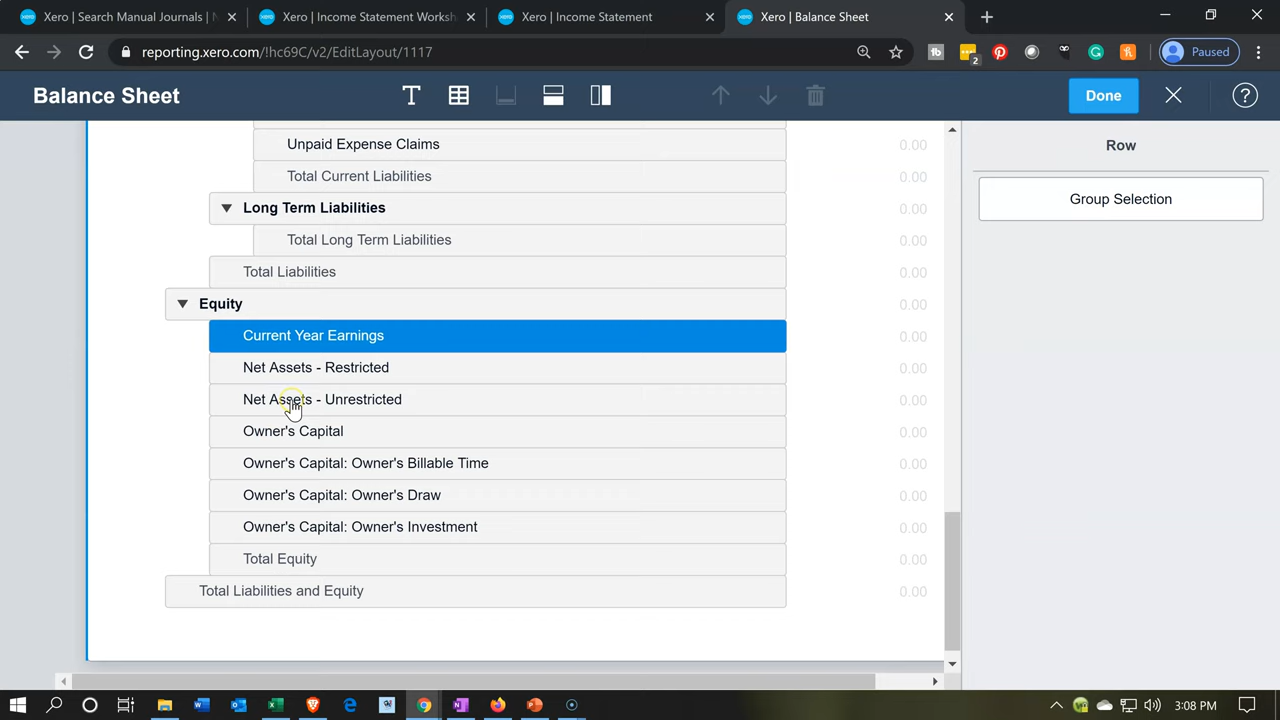 Xero | Search Manual Journals | N
Xero | Income Statement Worksh
Xero | Income Statement
Xero | Balance Sheet
reporting.xero.com/!hc69C/v2/EditLayout/1117
2
Paused
Balance Sheet
Done
Unpaid Expense Claims 0.00
Total Current Liabilities 0.00
Long Term Liabilities 0.00
Total Long Term Liabilities 0.00
Total Liabilities 0.00
Equity 0.00
Current Year Earnings 0.00
Net Assets - Restricted 0.00
Net Assets - Unrestricted 0.00
Owner's Capital 0.00
Owner's Capital: Owner's Billable Time 0.00
Owner's Capital: Owner's Draw 0.00
Owner's Capital: Owner's Investment 0.00
Total Equity 0.00
Total Liabilities and Equity 0.00
Row
Group Selection
3:08 PM